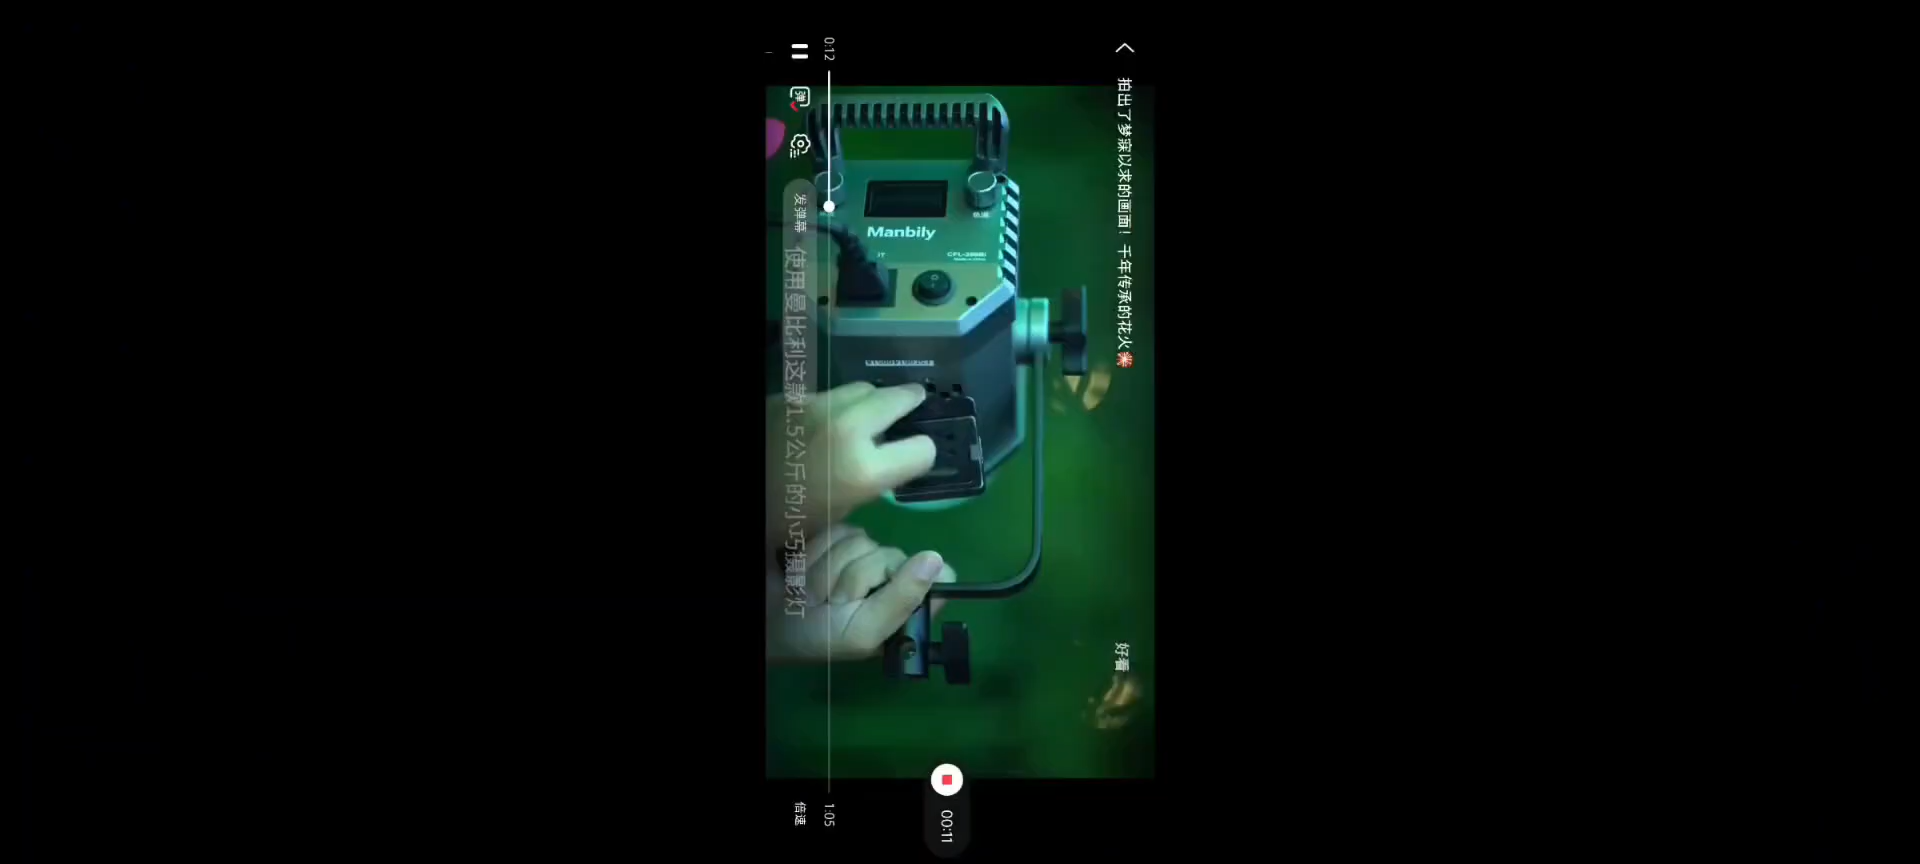 拍出了梦寐以求的画面！千年传承的花火
好看
Manbily
使用曼比利这款1.5公斤的小巧摄影灯
0:12
1:05
弹
发弹幕
倍速
00:11